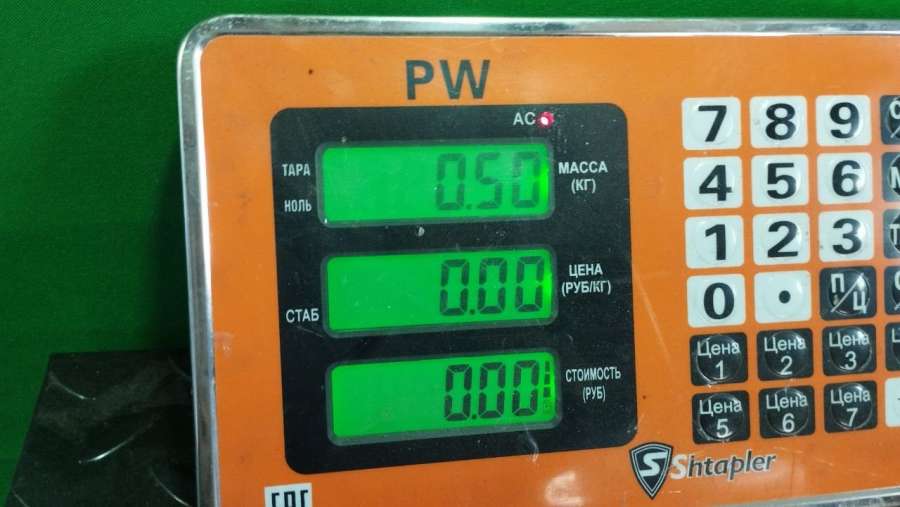 PW
AC
ТАРА
НОЛЬ
0.50
МАССА
(КГ)
СТАБ
0.00
ЦЕНА
(РУБ/КГ)
0.00
СТОИМОСТЬ
(РУБ)
7 8 9
4 5 6
1 2 3
0 . П/Ц
Цена 1 Цена 2 Цена 3
Цена 5 Цена 6 Цена 7
S Shtapler
EAC